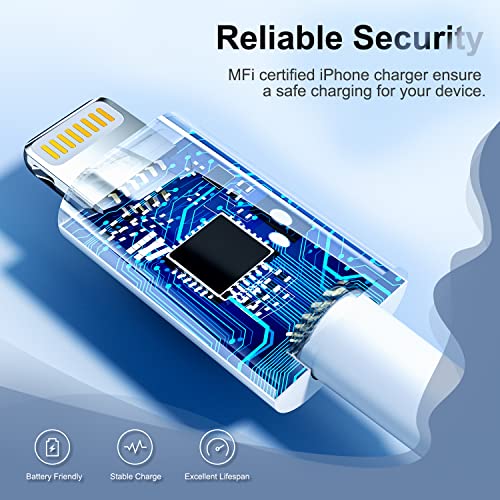 Reliable Security
MFi certified iPhone charger ensure
a safe charging for your device.
Battery Friendly
Stable Charge
Excellent Lifespan